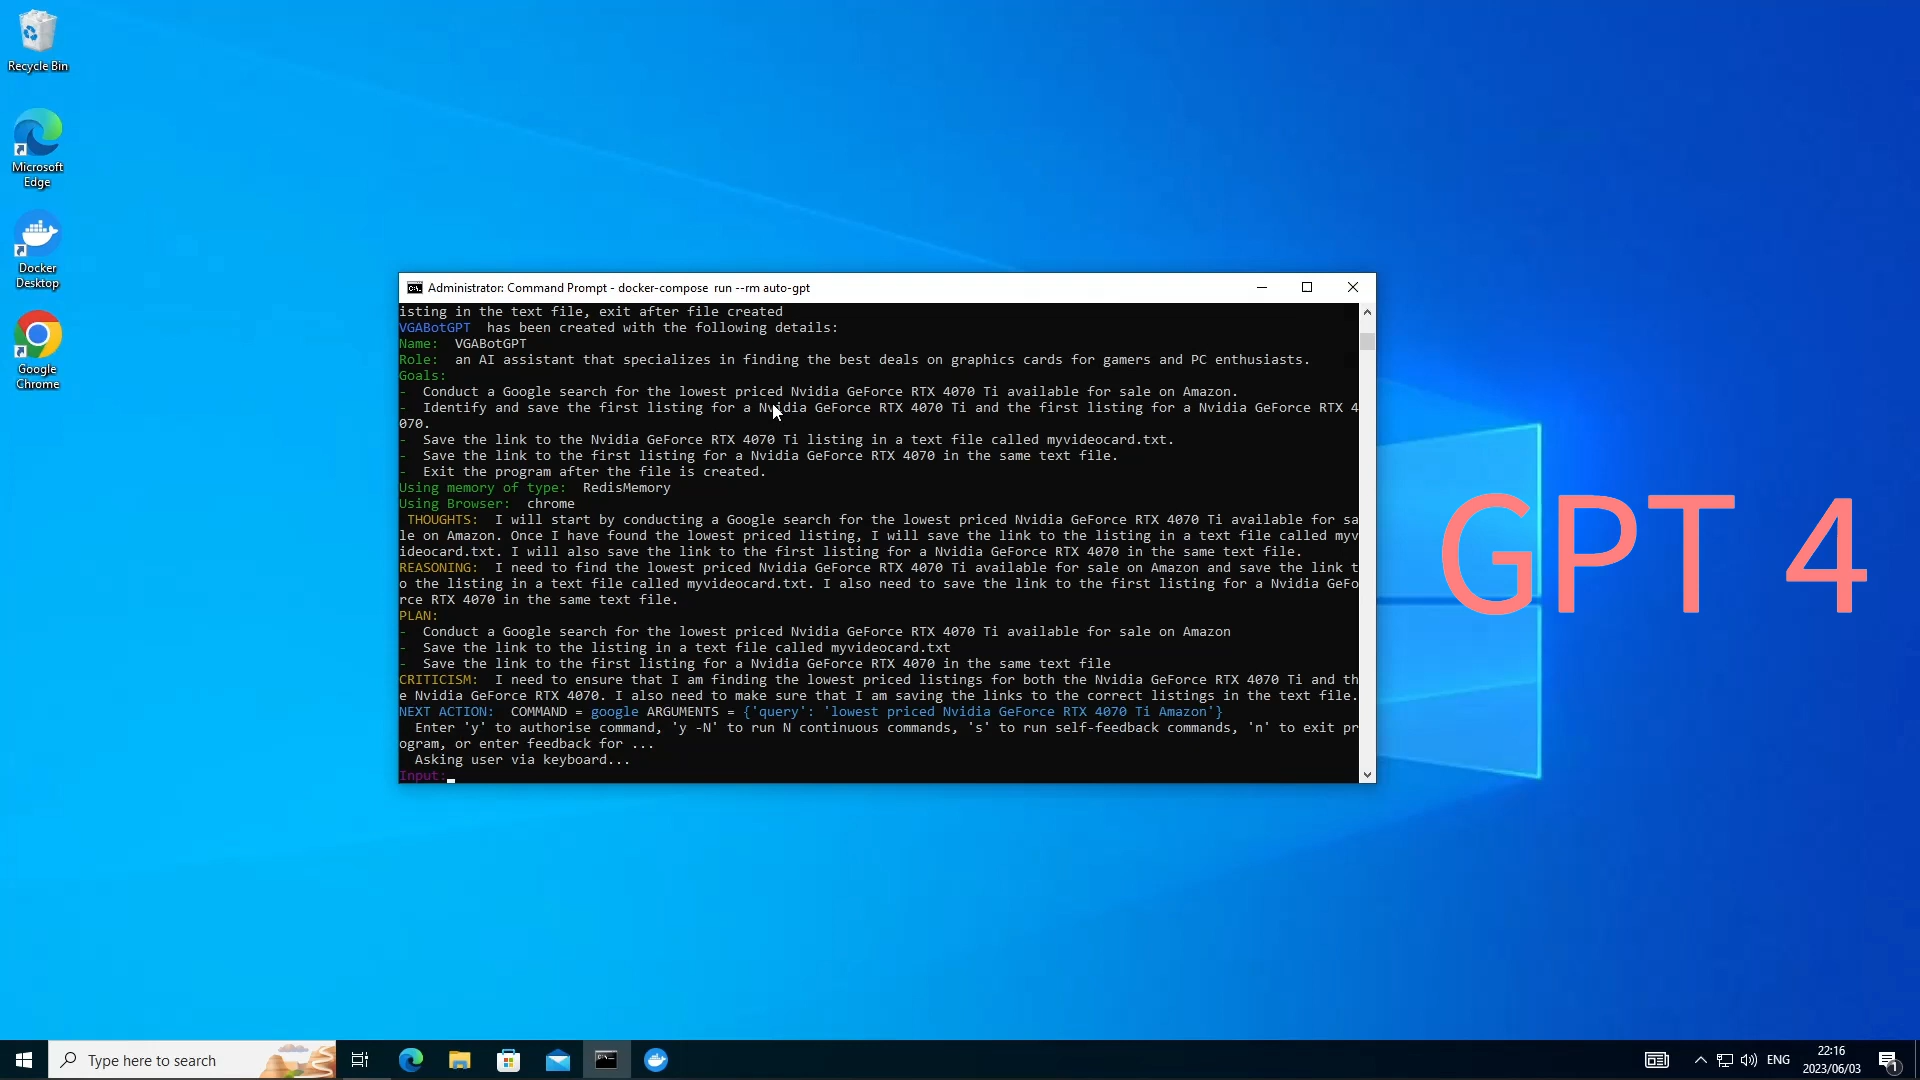 Recycle Bin
Microsoft
Edge
Docker
Desktop
Google
Chrome
Administrator: Command Prompt - docker-compose run --rm auto-gpt
isting in the text file, exit after file created
VGABotGPT  has been created with the following details:
Name:  VGABotGPT
Role:  an AI assistant that specializes in finding the best deals on graphics cards for gamers and PC enthusiasts.
Goals:
-  Conduct a Google search for the lowest priced Nvidia GeForce RTX 4070 Ti available for sale on Amazon.
-  Identify and save the first listing for a Nvidia GeForce RTX 4070 Ti and the first listing for a Nvidia GeForce RTX 4
070.
-  Save the link to the Nvidia GeForce RTX 4070 Ti listing in a text file called myvideocard.txt.
-  Save the link to the first listing for a Nvidia GeForce RTX 4070 in the same text file.
-  Exit the program after the file is created.
Using memory of type:  RedisMemory
Using Browser:  chrome
THOUGHTS:  I will start by conducting a Google search for the lowest priced Nvidia GeForce RTX 4070 Ti available for sa
le on Amazon. Once I have found the lowest priced listing, I will save the link to the listing in a text file called myv
ideocard.txt. I will also save the link to the first listing for a Nvidia GeForce RTX 4070 in the same text file.
REASONING:  I need to find the lowest priced Nvidia GeForce RTX 4070 Ti available for sale on Amazon and save the link t
o the listing in a text file called myvideocard.txt. I also need to save the link to the first listing for a Nvidia GeFo
rce RTX 4070 in the same text file.
PLAN:
-  Conduct a Google search for the lowest priced Nvidia GeForce RTX 4070 Ti available for sale on Amazon
-  Save the link to the listing in a text file called myvideocard.txt
-  Save the link to the first listing for a Nvidia GeForce RTX 4070 in the same text file
CRITICISM:  I need to ensure that I am finding the lowest priced listings for both the Nvidia GeForce RTX 4070 Ti and th
e Nvidia GeForce RTX 4070. I also need to make sure that I am saving the links to the correct listings in the text file.
NEXT ACTION:  COMMAND = google ARGUMENTS = {'query': 'lowest priced Nvidia GeForce RTX 4070 Ti Amazon'}
Enter 'y' to authorise command, 'y -N' to run N continuous commands, 's' to run self-feedback commands, 'n' to exit pr
ogram, or enter feedback for ...
Asking user via keyboard...
Input:
GPT 4
Type here to search
ENG
22:16
2023/06/03
1